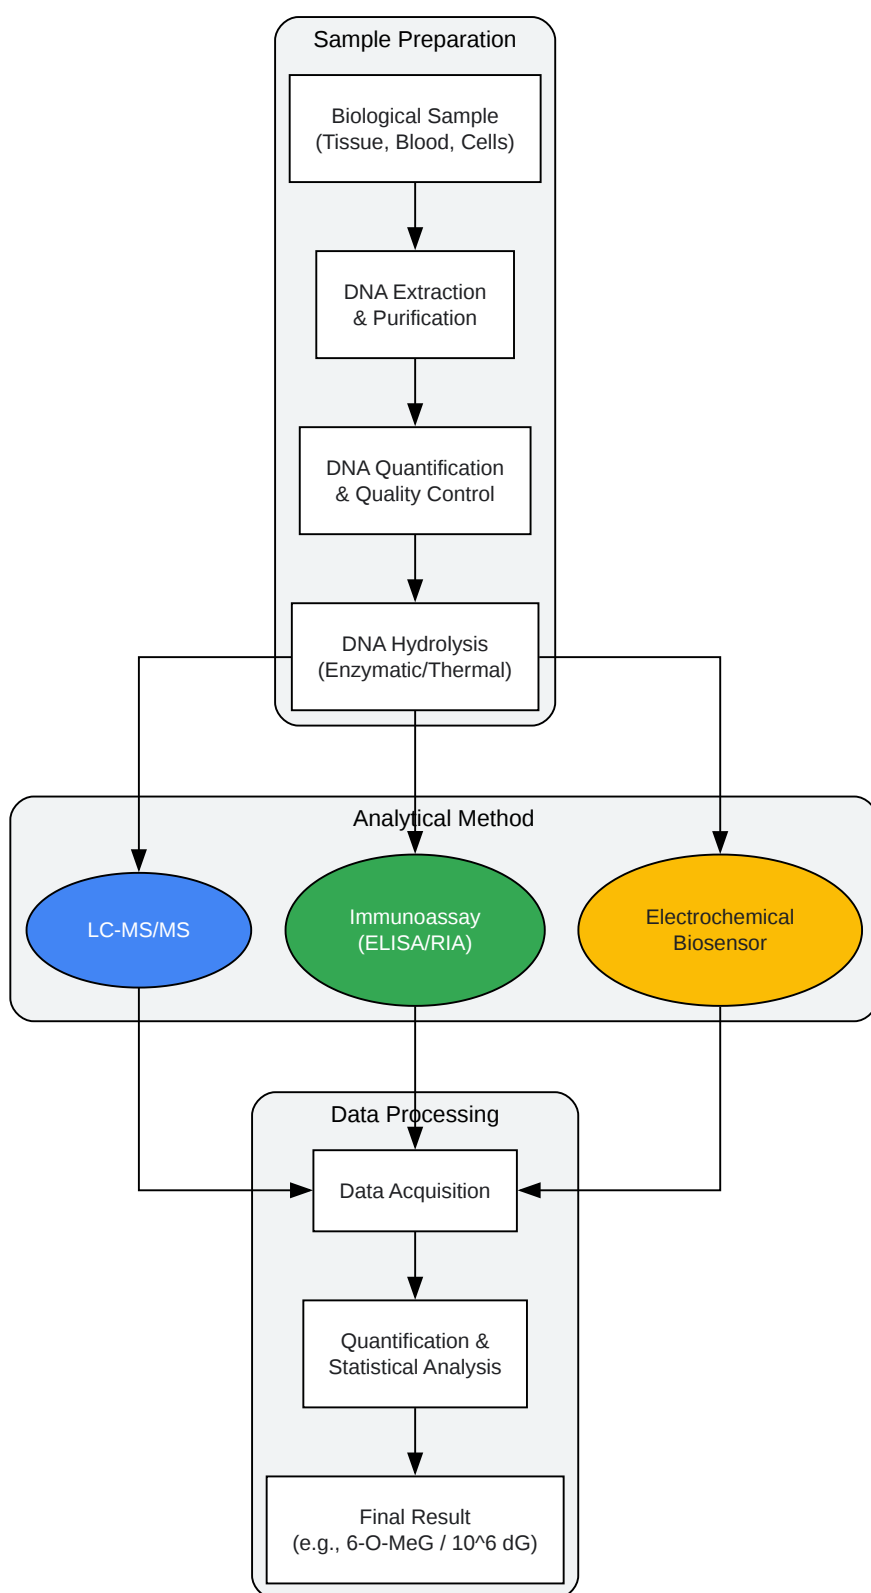 Sample Preparation
Biological Sample
(Tissue, Blood, Cells)
DNA Extraction
& Purification
DNA Quantification
& Quality Control
DNA Hydrolysis
(Enzymatic/Thermal)
Analytical Method
LC-MS/MS
Immunoassay
(ELISA/RIA)
Electrochemical
Biosensor
Data Processing
Data Acquisition
Quantification &
Statistical Analysis
Final Result
(e.g., 6-O-MeG / 10^6 dG)